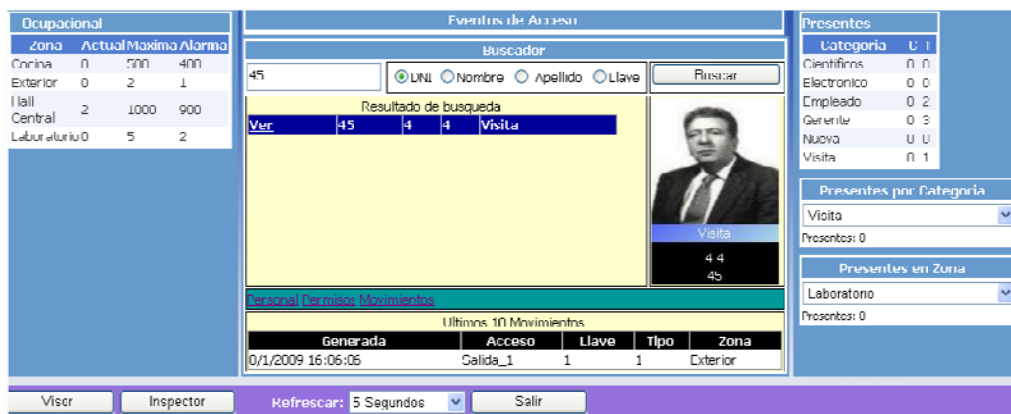 Ocupacional
Zona Actual Maxima Alarma
Cocina 0 500 400
Exterior 0 2 1
Hall Central 2 1000 900
Laboratorio 0 5 2
Eventos de Acceso
Buscador
45 DNI Nombre Apellido Llave Buscar
Resultado de busqueda
Ver 45 4 4 Visita
Visita
4 4
45
Personal Permisos Movimientos
Ultimos 10 Movimientos
Generada Acceso Llave Tipo Zona
0/1/2009 16:06:06 Salida_1 1 1 Exterior
Presentes
Categoria C T
Cientificos 0 0
Electronico 0 0
Empleado 0 2
Gerente 0 3
Nueva 0 0
Visita 0 1
Presentes por Categoria
Visita
Presentes: 0
Presentes en Zona
Laboratorio
Presentes: 0
Visor Inspector Refrescar: 5 Segundos Salir